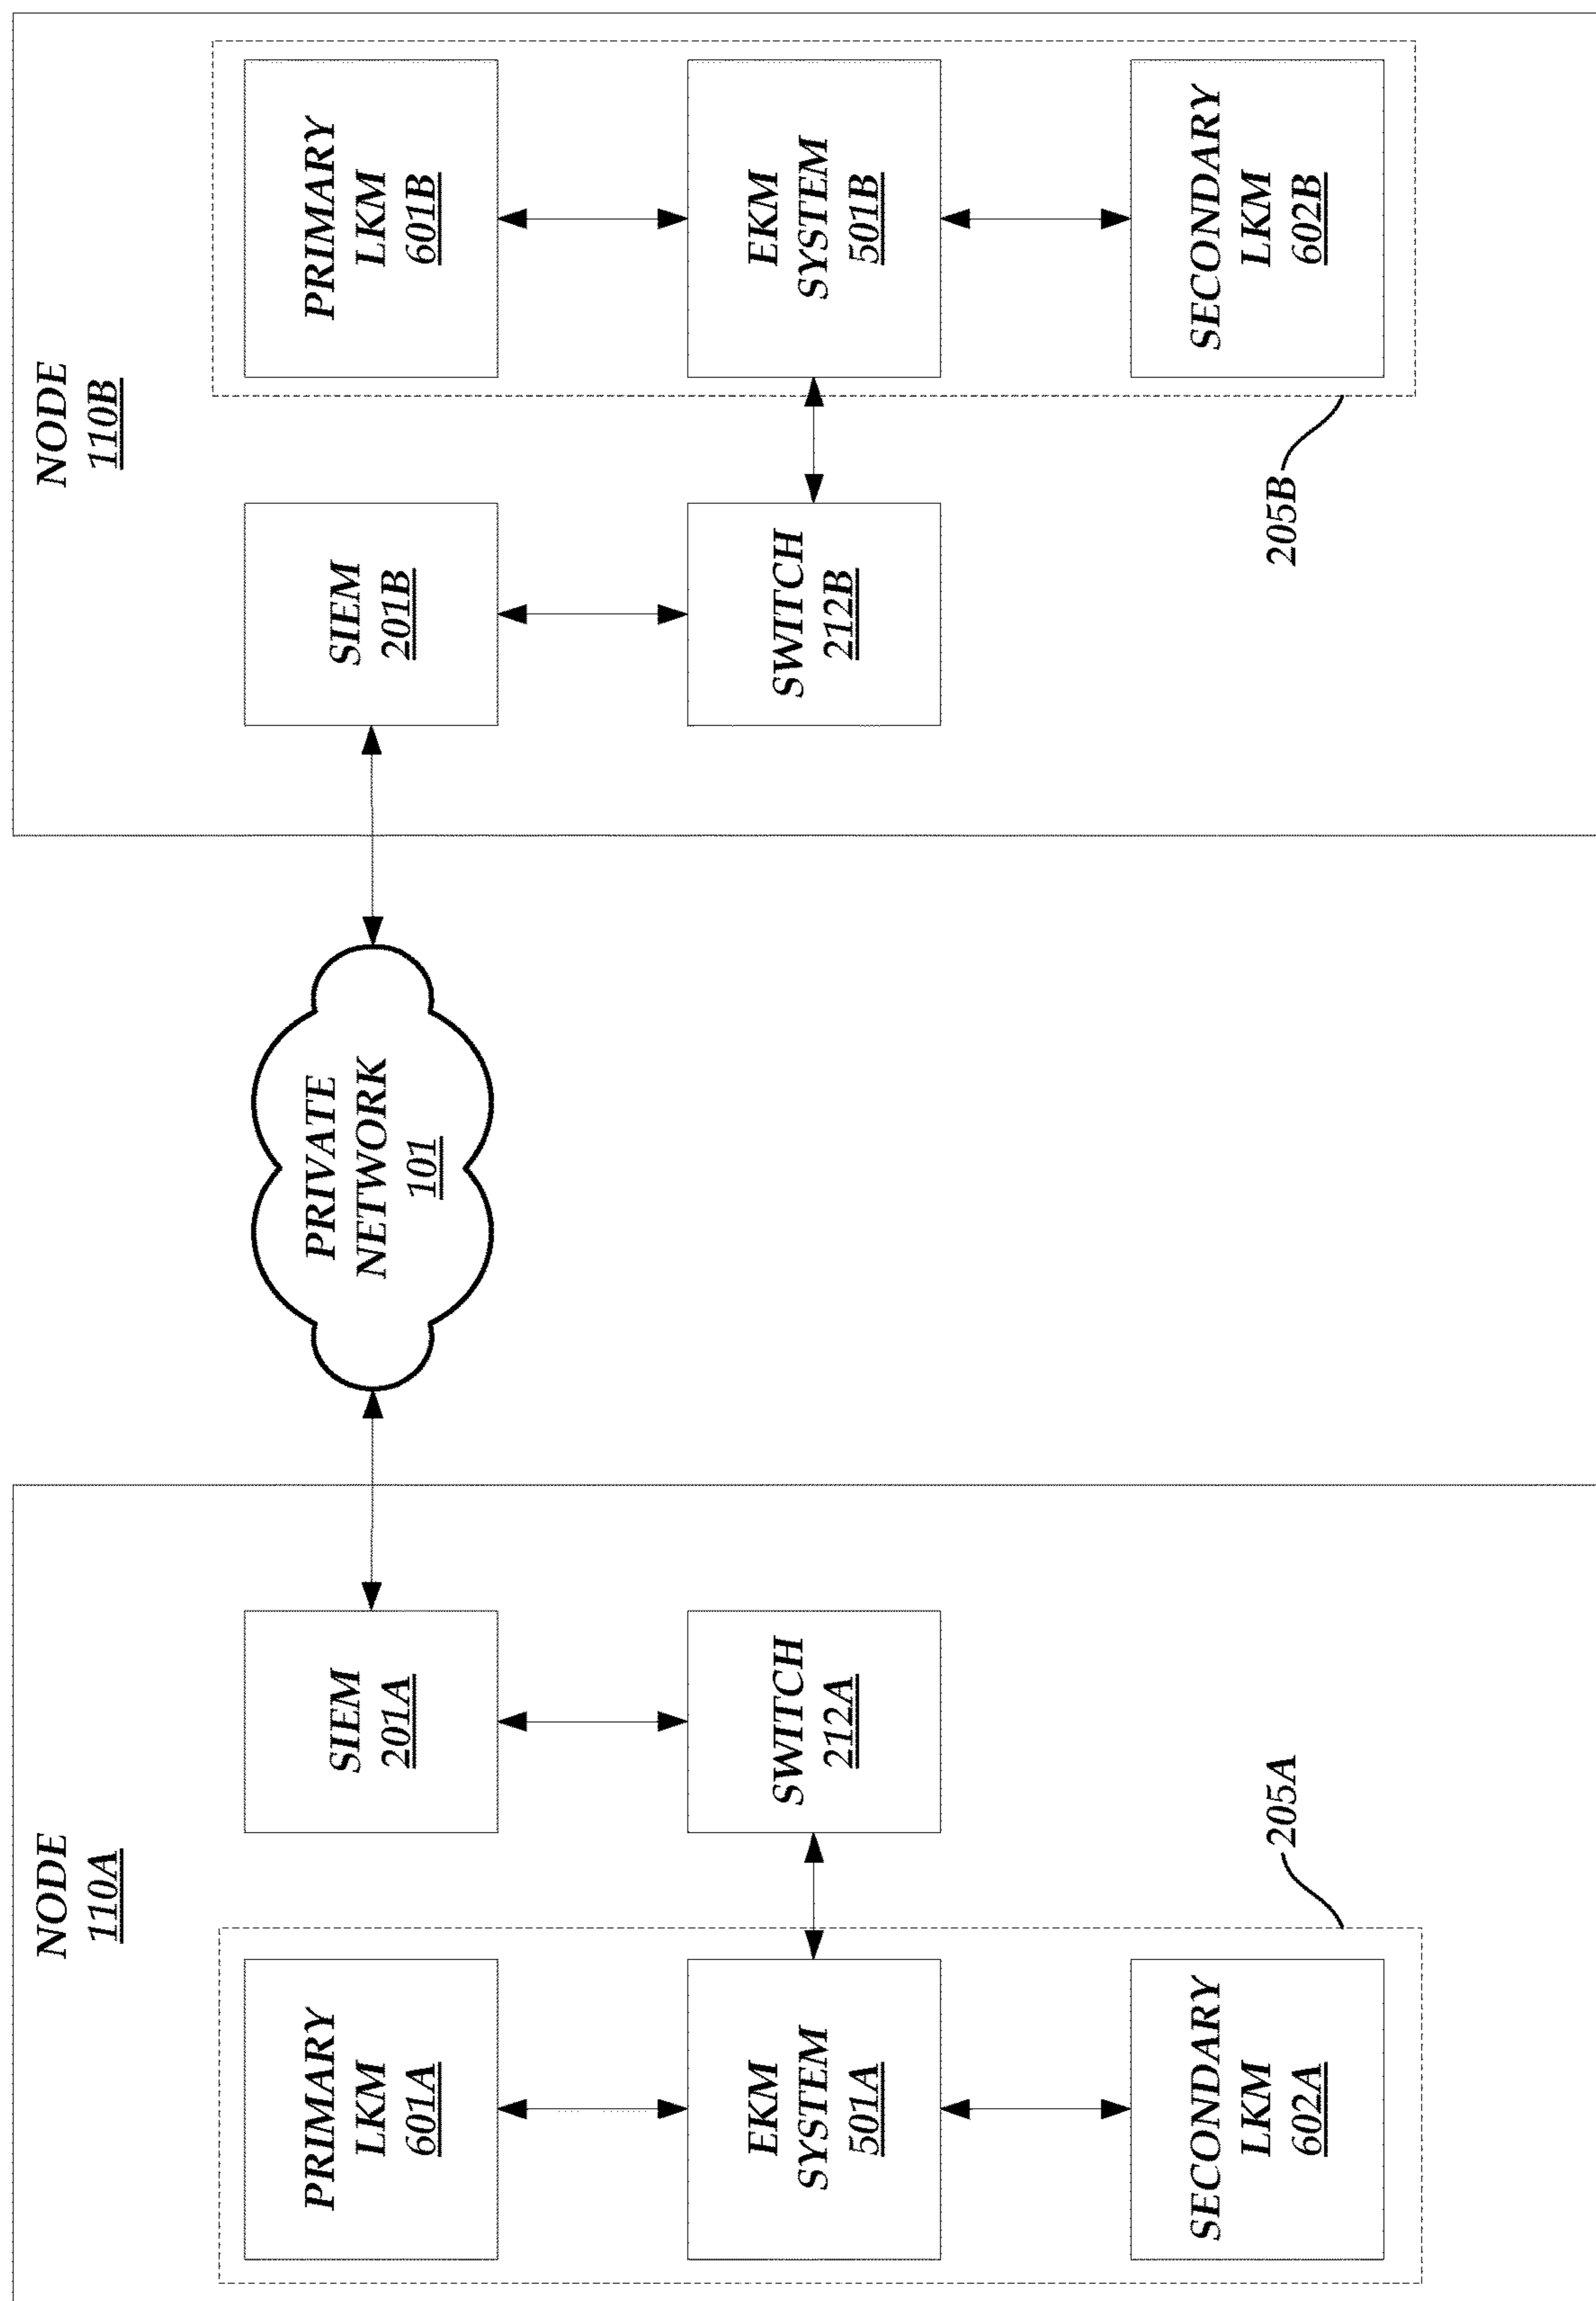 NODE
110A
PRIMARY
LKM
601A
EKM
SYSTEM
501A
SECONDARY
LKM
602A
SIEM
201A
SWITCH
212A
205A
PRIVATE
NETWORK
101
NODE
110B
SIEM
201B
SWITCH
212B
PRIMARY
LKM
601B
EKM
SYSTEM
501B
SECONDARY
LKM
602B
205B